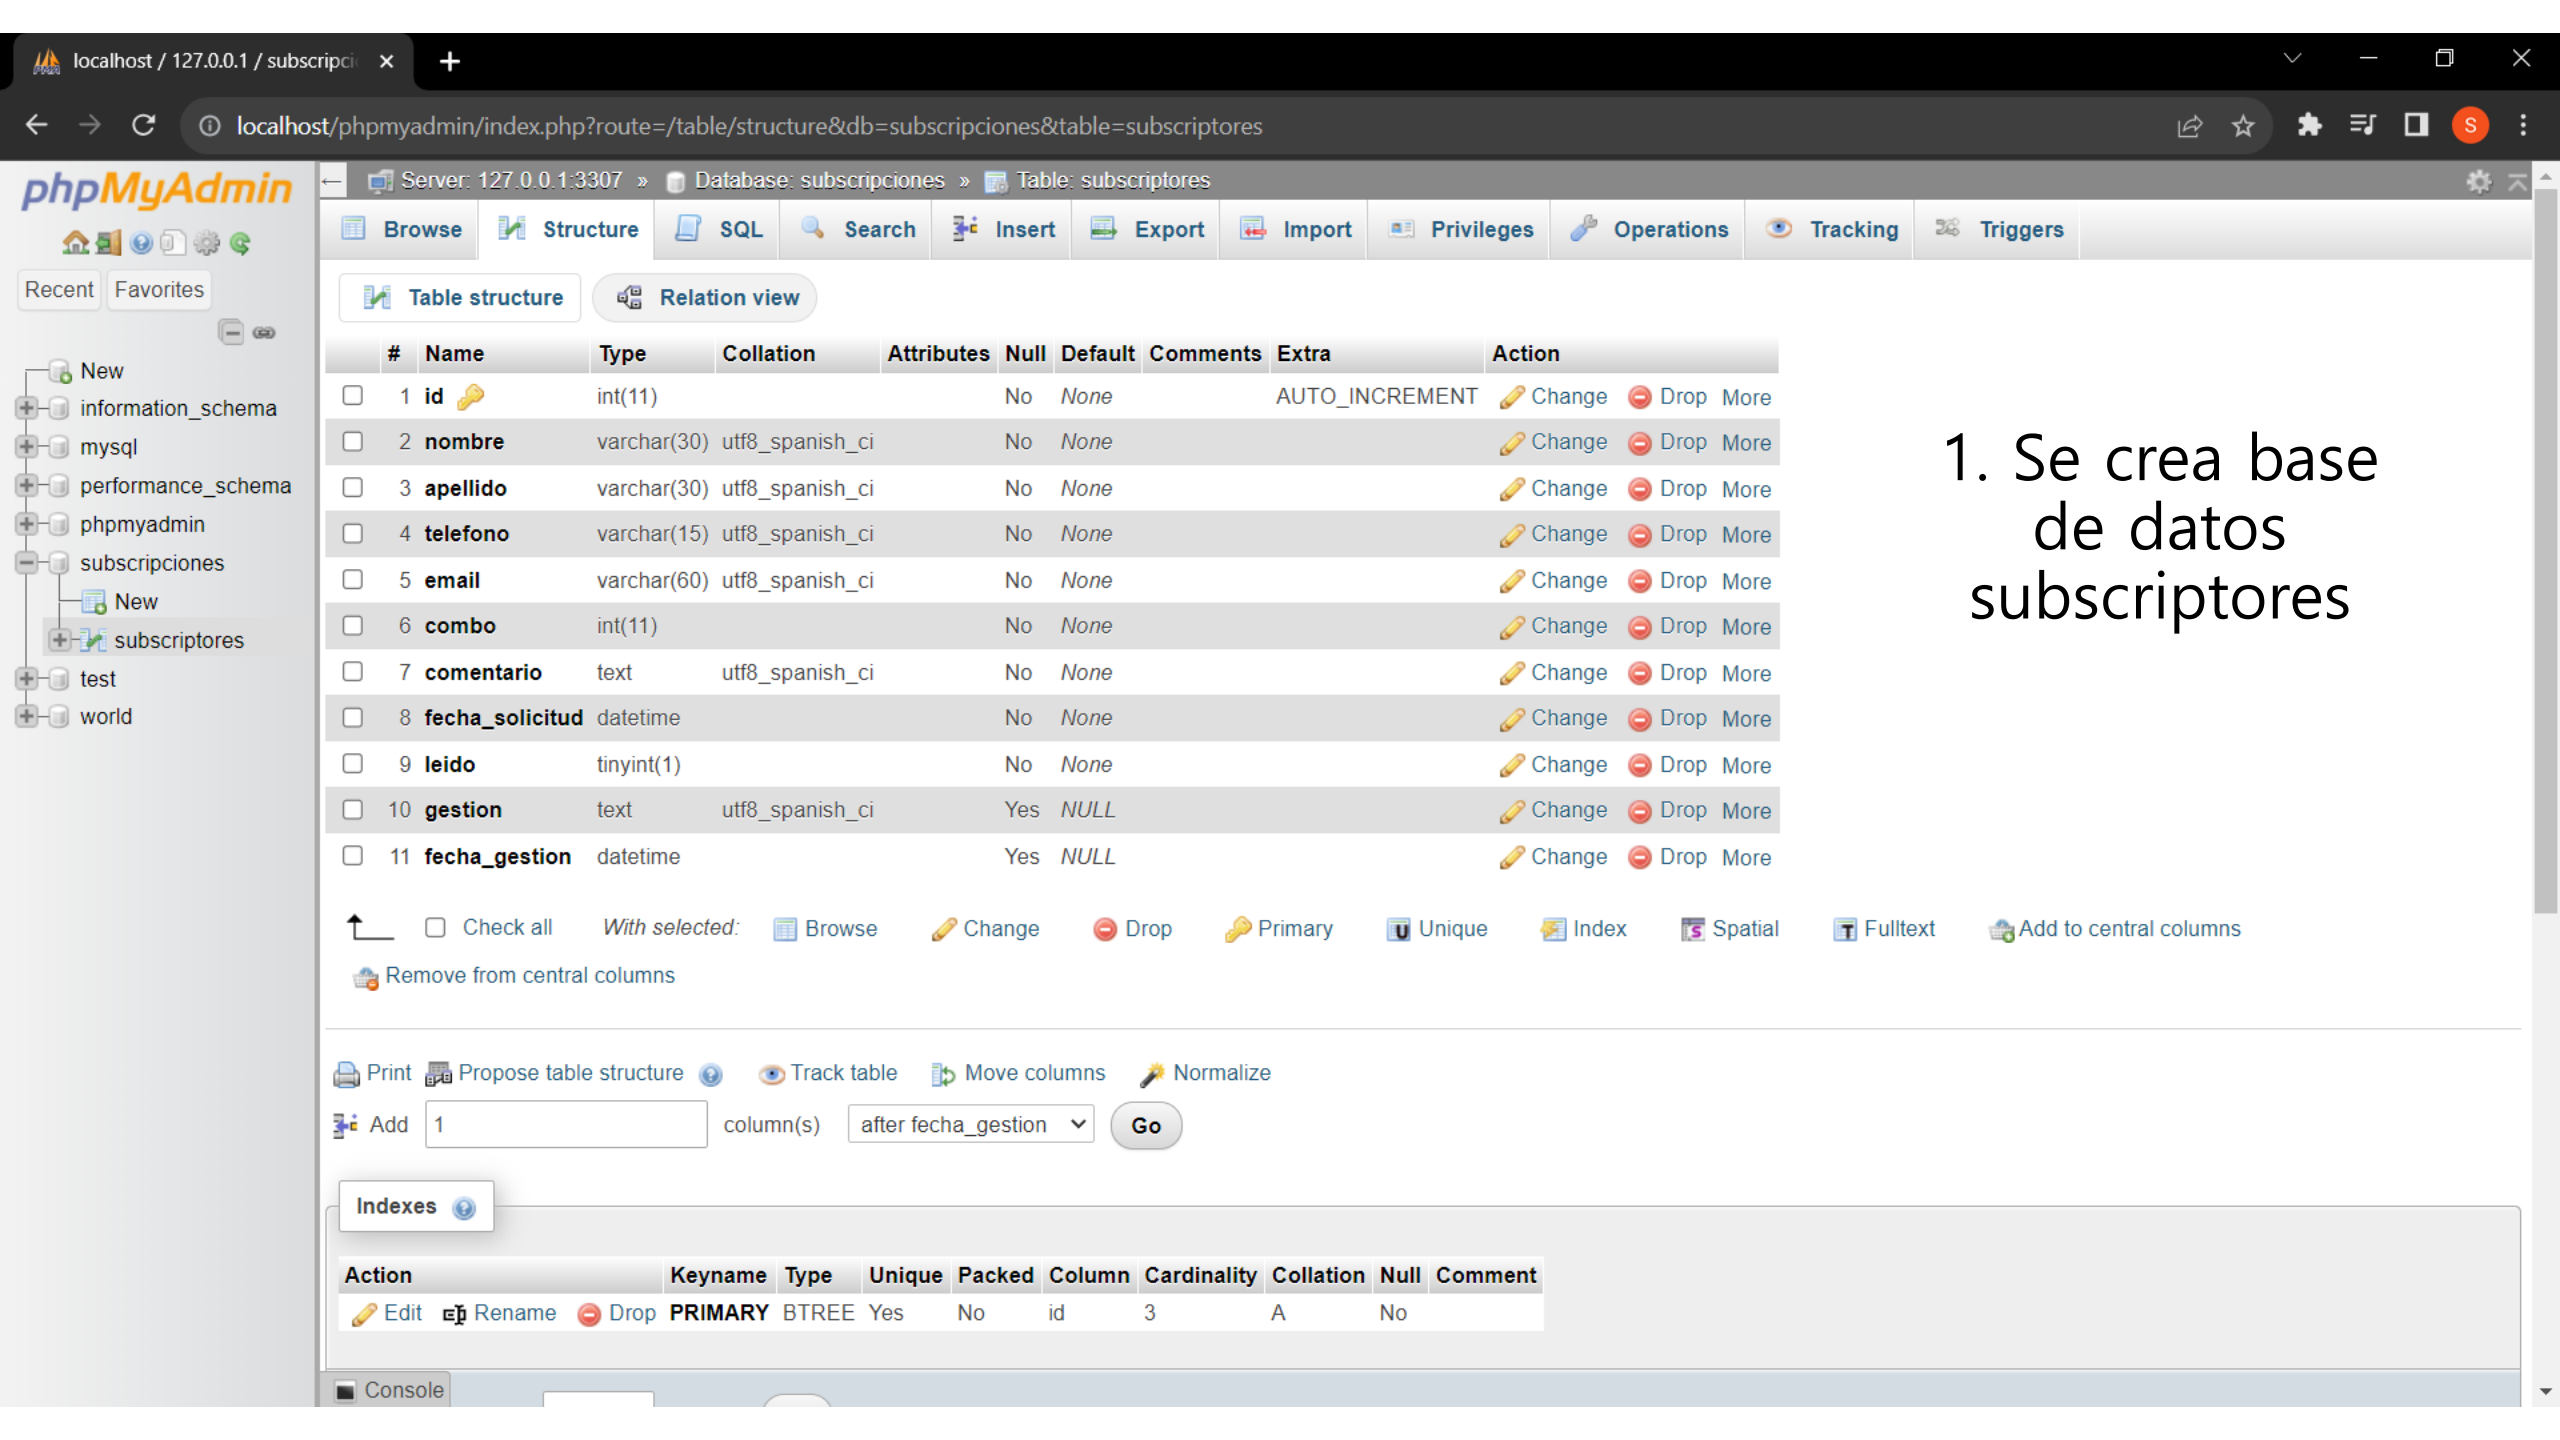 localhost / 127.0.0.1 / subscripci
localhost/phpmyadmin/index.php?route=/table/structure&db=subscripciones&table=subscriptores
S
phpMyAdmin
Recent Favorites
New
information_schema
mysql
performance_schema
phpmyadmin
subscripciones
New
subscriptores
test
world
Server: 127.0.0.1:3307 » Database: subscripciones » Table: subscriptores
Browse Structure SQL Search Insert Export Import Privileges Operations Tracking Triggers
Table structure Relation view
# Name Type Collation Attributes Null Default Comments Extra Action
1 id int(11) No None AUTO_INCREMENT Change Drop More
2 nombre varchar(30) utf8_spanish_ci No None Change Drop More
3 apellido varchar(30) utf8_spanish_ci No None Change Drop More
4 telefono varchar(15) utf8_spanish_ci No None Change Drop More
5 email varchar(60) utf8_spanish_ci No None Change Drop More
6 combo int(11) No None Change Drop More
7 comentario text utf8_spanish_ci No None Change Drop More
8 fecha_solicitud datetime No None Change Drop More
9 leido tinyint(1) No None Change Drop More
10 gestion text utf8_spanish_ci Yes NULL Change Drop More
11 fecha_gestion datetime Yes NULL Change Drop More
Check all With selected: Browse Change Drop Primary Unique Index Spatial Fulltext Add to central columns
Remove from central columns
Print Propose table structure Track table Move columns Normalize
Add 1 column(s) after fecha_gestion Go
Indexes
Action Keyname Type Unique Packed Column Cardinality Collation Null Comment
Edit Rename Drop PRIMARY BTREE Yes No id 3 A No
Console
1. Se crea base
de datos
subscriptores